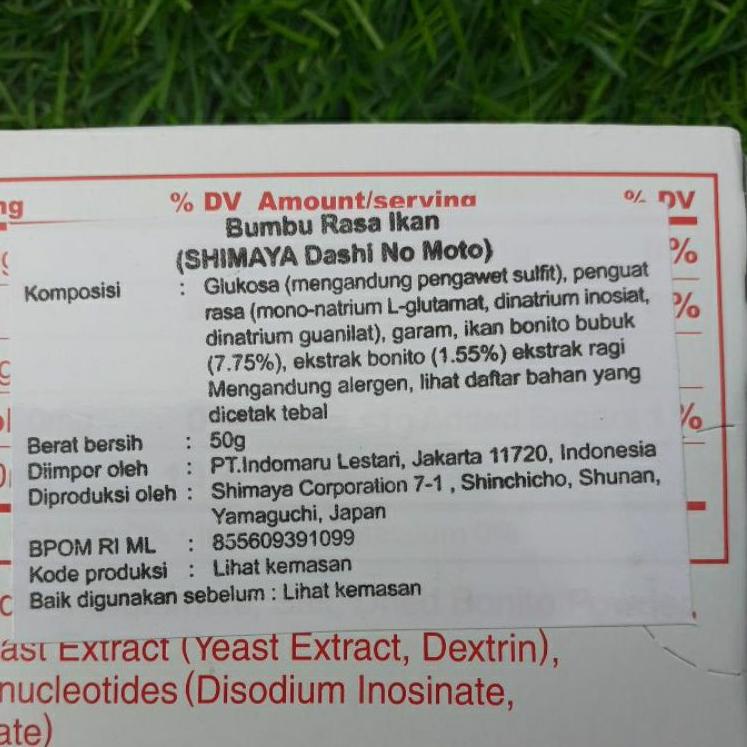 % DV Amount/serving % DV
Bumbu Rasa Ikan
(SHIMAYA Dashi No Moto)
Komposisi : Glukosa (mengandung pengawet sulfit), penguat
rasa (mono-natrium L-glutamat, dinatrium inosiat,
dinatrium guanilat), garam, ikan bonito bubuk
(7.75%), ekstrak bonito (1.55%) ekstrak ragi
Mengandung alergen, lihat daftar bahan yang
dicetak tebal
Berat bersih : 50g
Diimpor oleh : PT.Indomaru Lestari, Jakarta 11720, Indonesia
Diproduksi oleh : Shimaya Corporation 7-1 , Shinchicho, Shunan,
Yamaguchi, Japan
BPOM RI ML : 855609391099
Kode produksi : Lihat kemasan
Baik digunakan sebelum : Lihat kemasan
Extract (Yeast Extract, Dextrin),
(Disodium Inosinate,